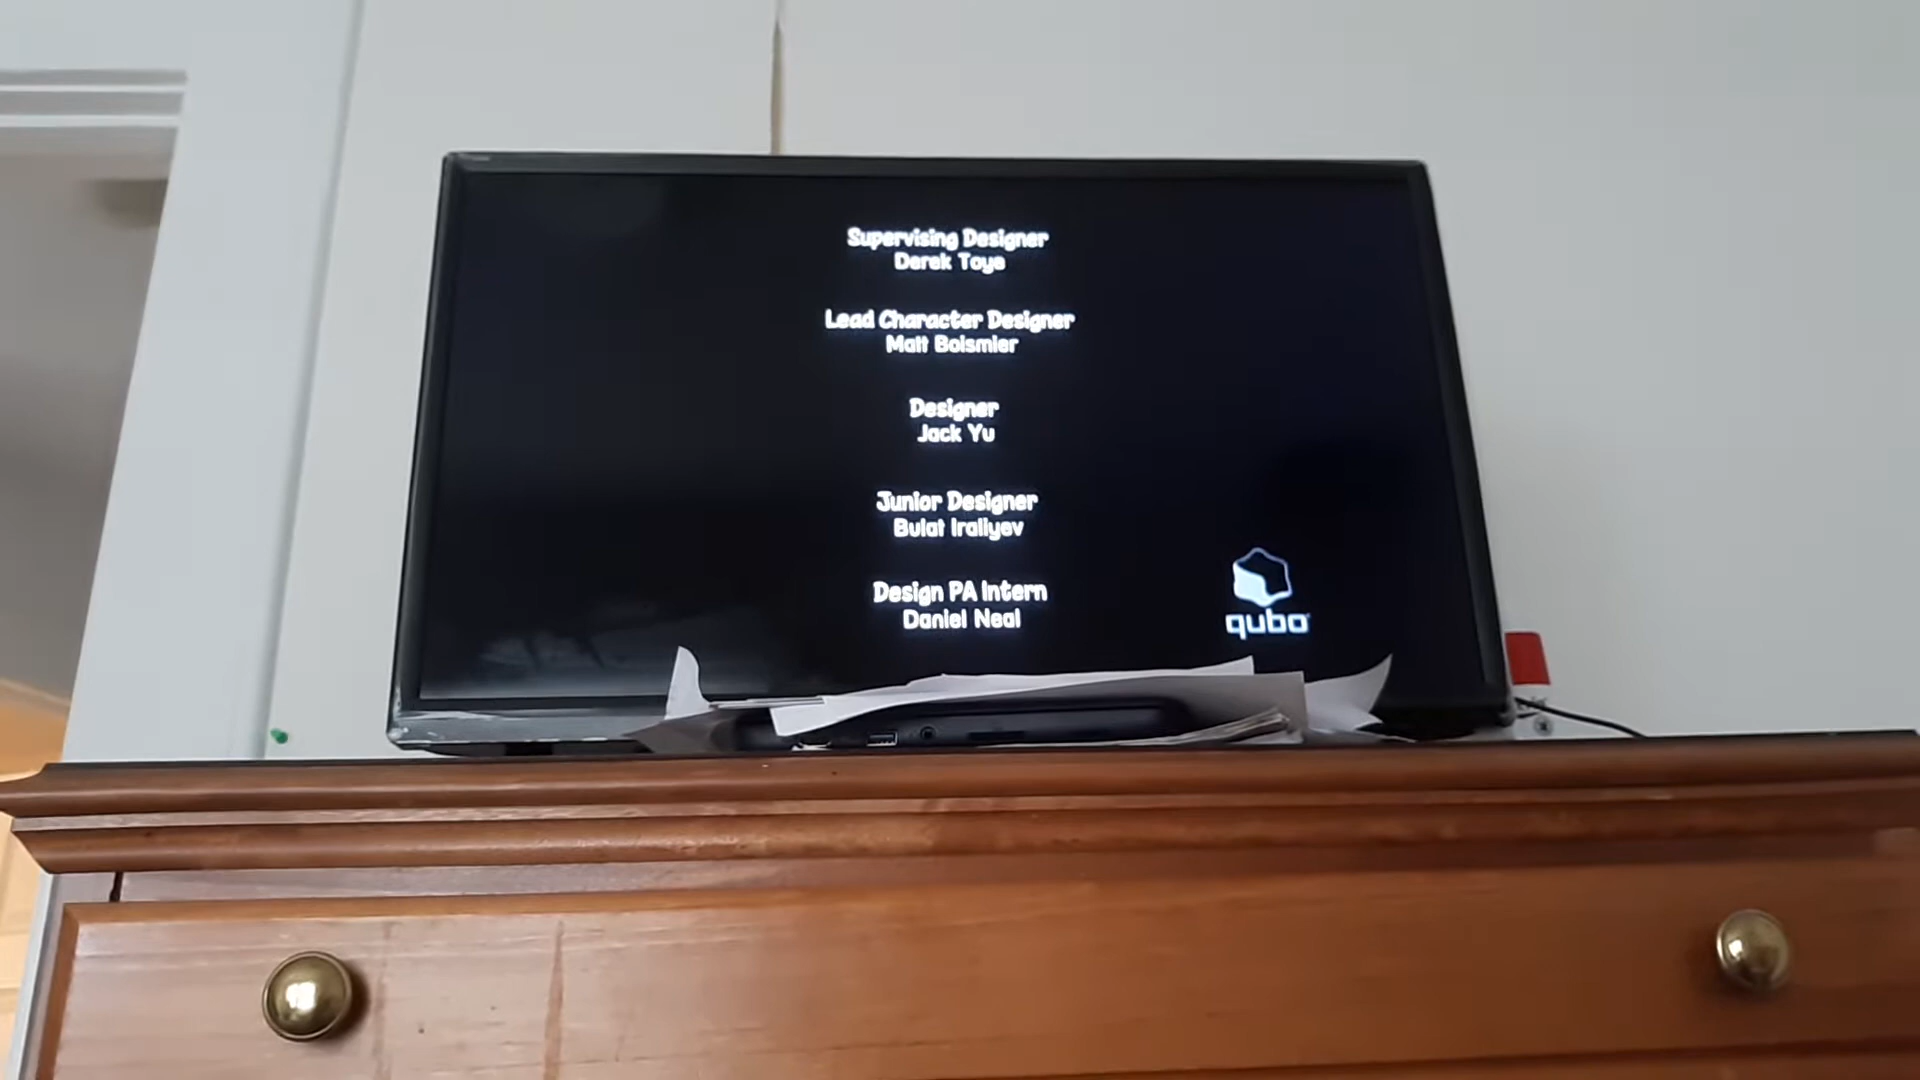 Supervising Designer
Derek Toye
Lead Character Designer
Matt Boismier
Designer
Jack Yu
Junior Designer
Bulat Iraliyev
Design PA Intern
Daniel Neal
qubo